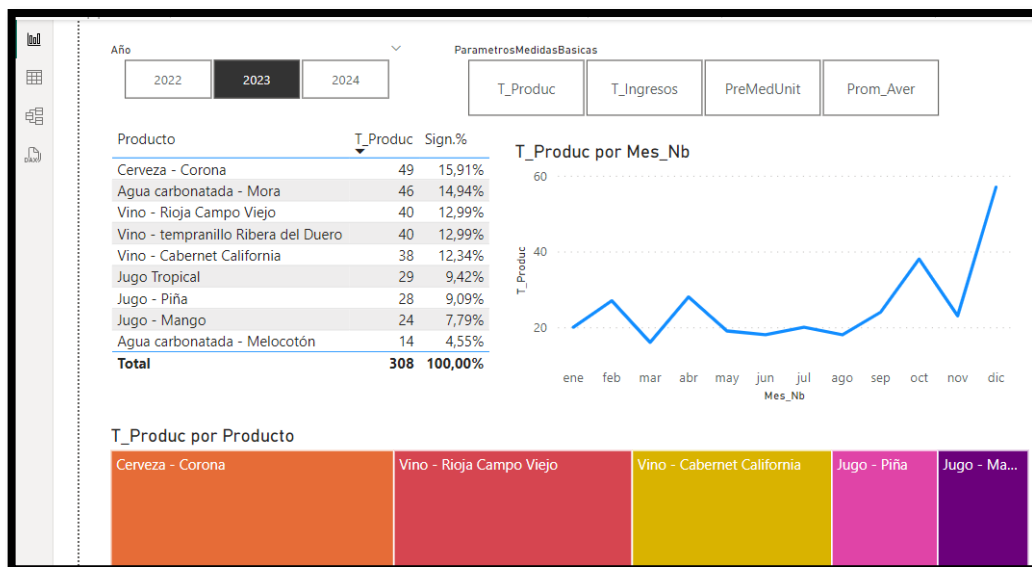 Año
2022 2023 2024
ParametrosMedidasBasicas
T_Produc T_Ingresos PreMedUnit Prom_Aver
Producto T_Produc Sign.%
Cerveza - Corona 49 15,91%
Agua carbonatada - Mora 46 14,94%
Vino - Rioja Campo Viejo 40 12,99%
Vino - tempranillo Ribera del Duero 40 12,99%
Vino - Cabernet California 38 12,34%
Jugo Tropical 29 9,42%
Jugo - Piña 28 9,09%
Jugo - Mango 24 7,79%
Agua carbonatada - Melocotón 14 4,55%
Total 308 100,00%
T_Produc por Mes_Nb
60
40
20
T_Produc
ene feb mar abr may jun jul ago sep oct nov dic
Mes_Nb
T_Produc por Producto
Cerveza - Corona Vino - Rioja Campo Viejo Vino - Cabernet California Jugo - Piña Jugo - Ma...